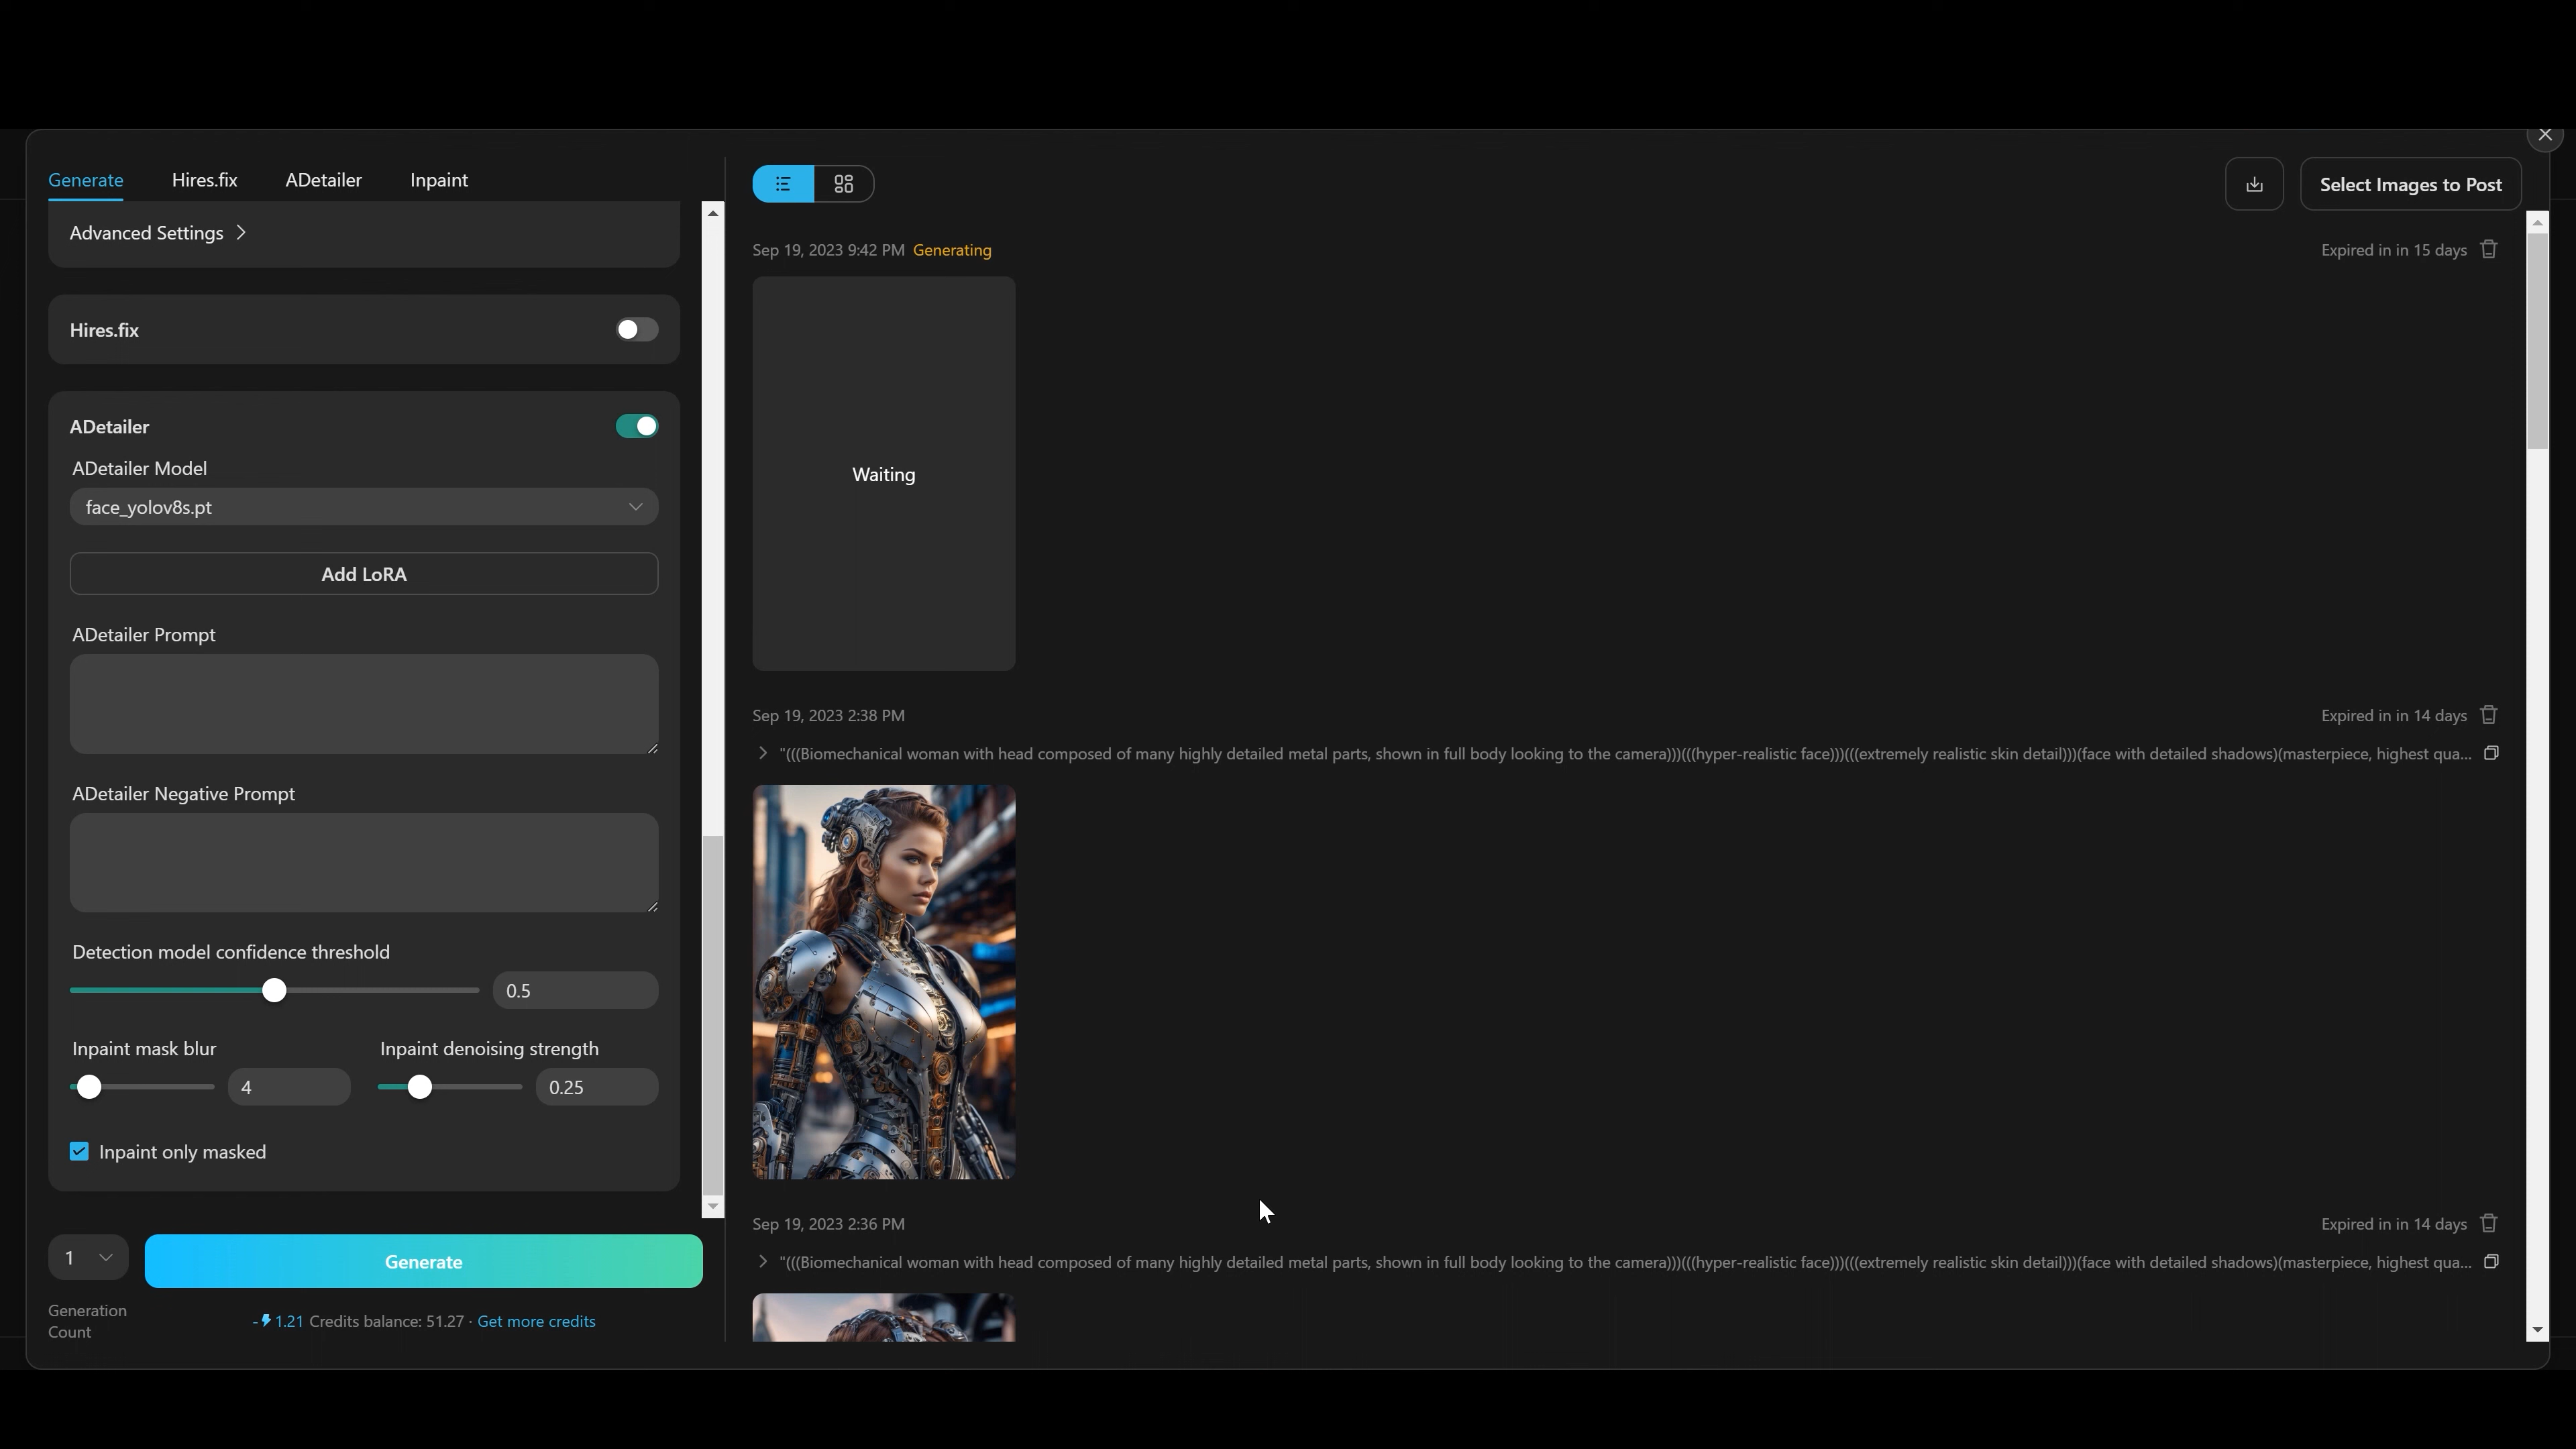 Generate
Hires.fix
ADetailer
Inpaint
Select Images to Post
Advanced Settings
Hires.fix
ADetailer
ADetailer Model
face_yolov8s.pt
Add LoRA
ADetailer Prompt
ADetailer Negative Prompt
Detection model confidence threshold
0.5
Inpaint mask blur
4
Inpaint denoising strength
0.25
Inpaint only masked
1
Generate
Generation
Count
- 1.21 Credits balance: 51.27 · Get more credits
Sep 19, 2023 9:42 PM Generating
Expired in in 15 days
Waiting
Sep 19, 2023 2:38 PM
Expired in in 14 days
"(((Biomechanical woman with head composed of many highly detailed metal parts, shown in full body looking to the camera)))(((hyper-realistic face)))(((extremely realistic skin detail)))(face with detailed shadows)(masterpiece, highest qua...
Sep 19, 2023 2:36 PM
Expired in in 14 days
"(((Biomechanical woman with head composed of many highly detailed metal parts, shown in full body looking to the camera)))(((hyper-realistic face)))(((extremely realistic skin detail)))(face with detailed shadows)(masterpiece, highest qua...